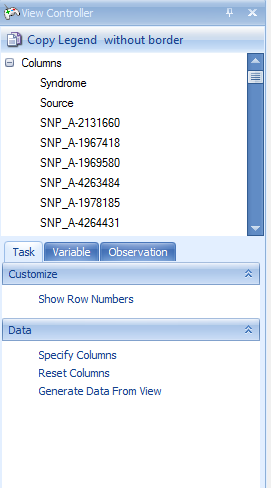 View Controller
Copy Legend without border
Columns
Syndrome
Source
SNP_A-2131660
SNP_A-1967418
SNP_A-1969580
SNP_A-4263484
SNP_A-1978185
SNP_A-4264431
Task Variable Observation
Customize
Show Row Numbers
Data
Specify Columns
Reset Columns
Generate Data From View